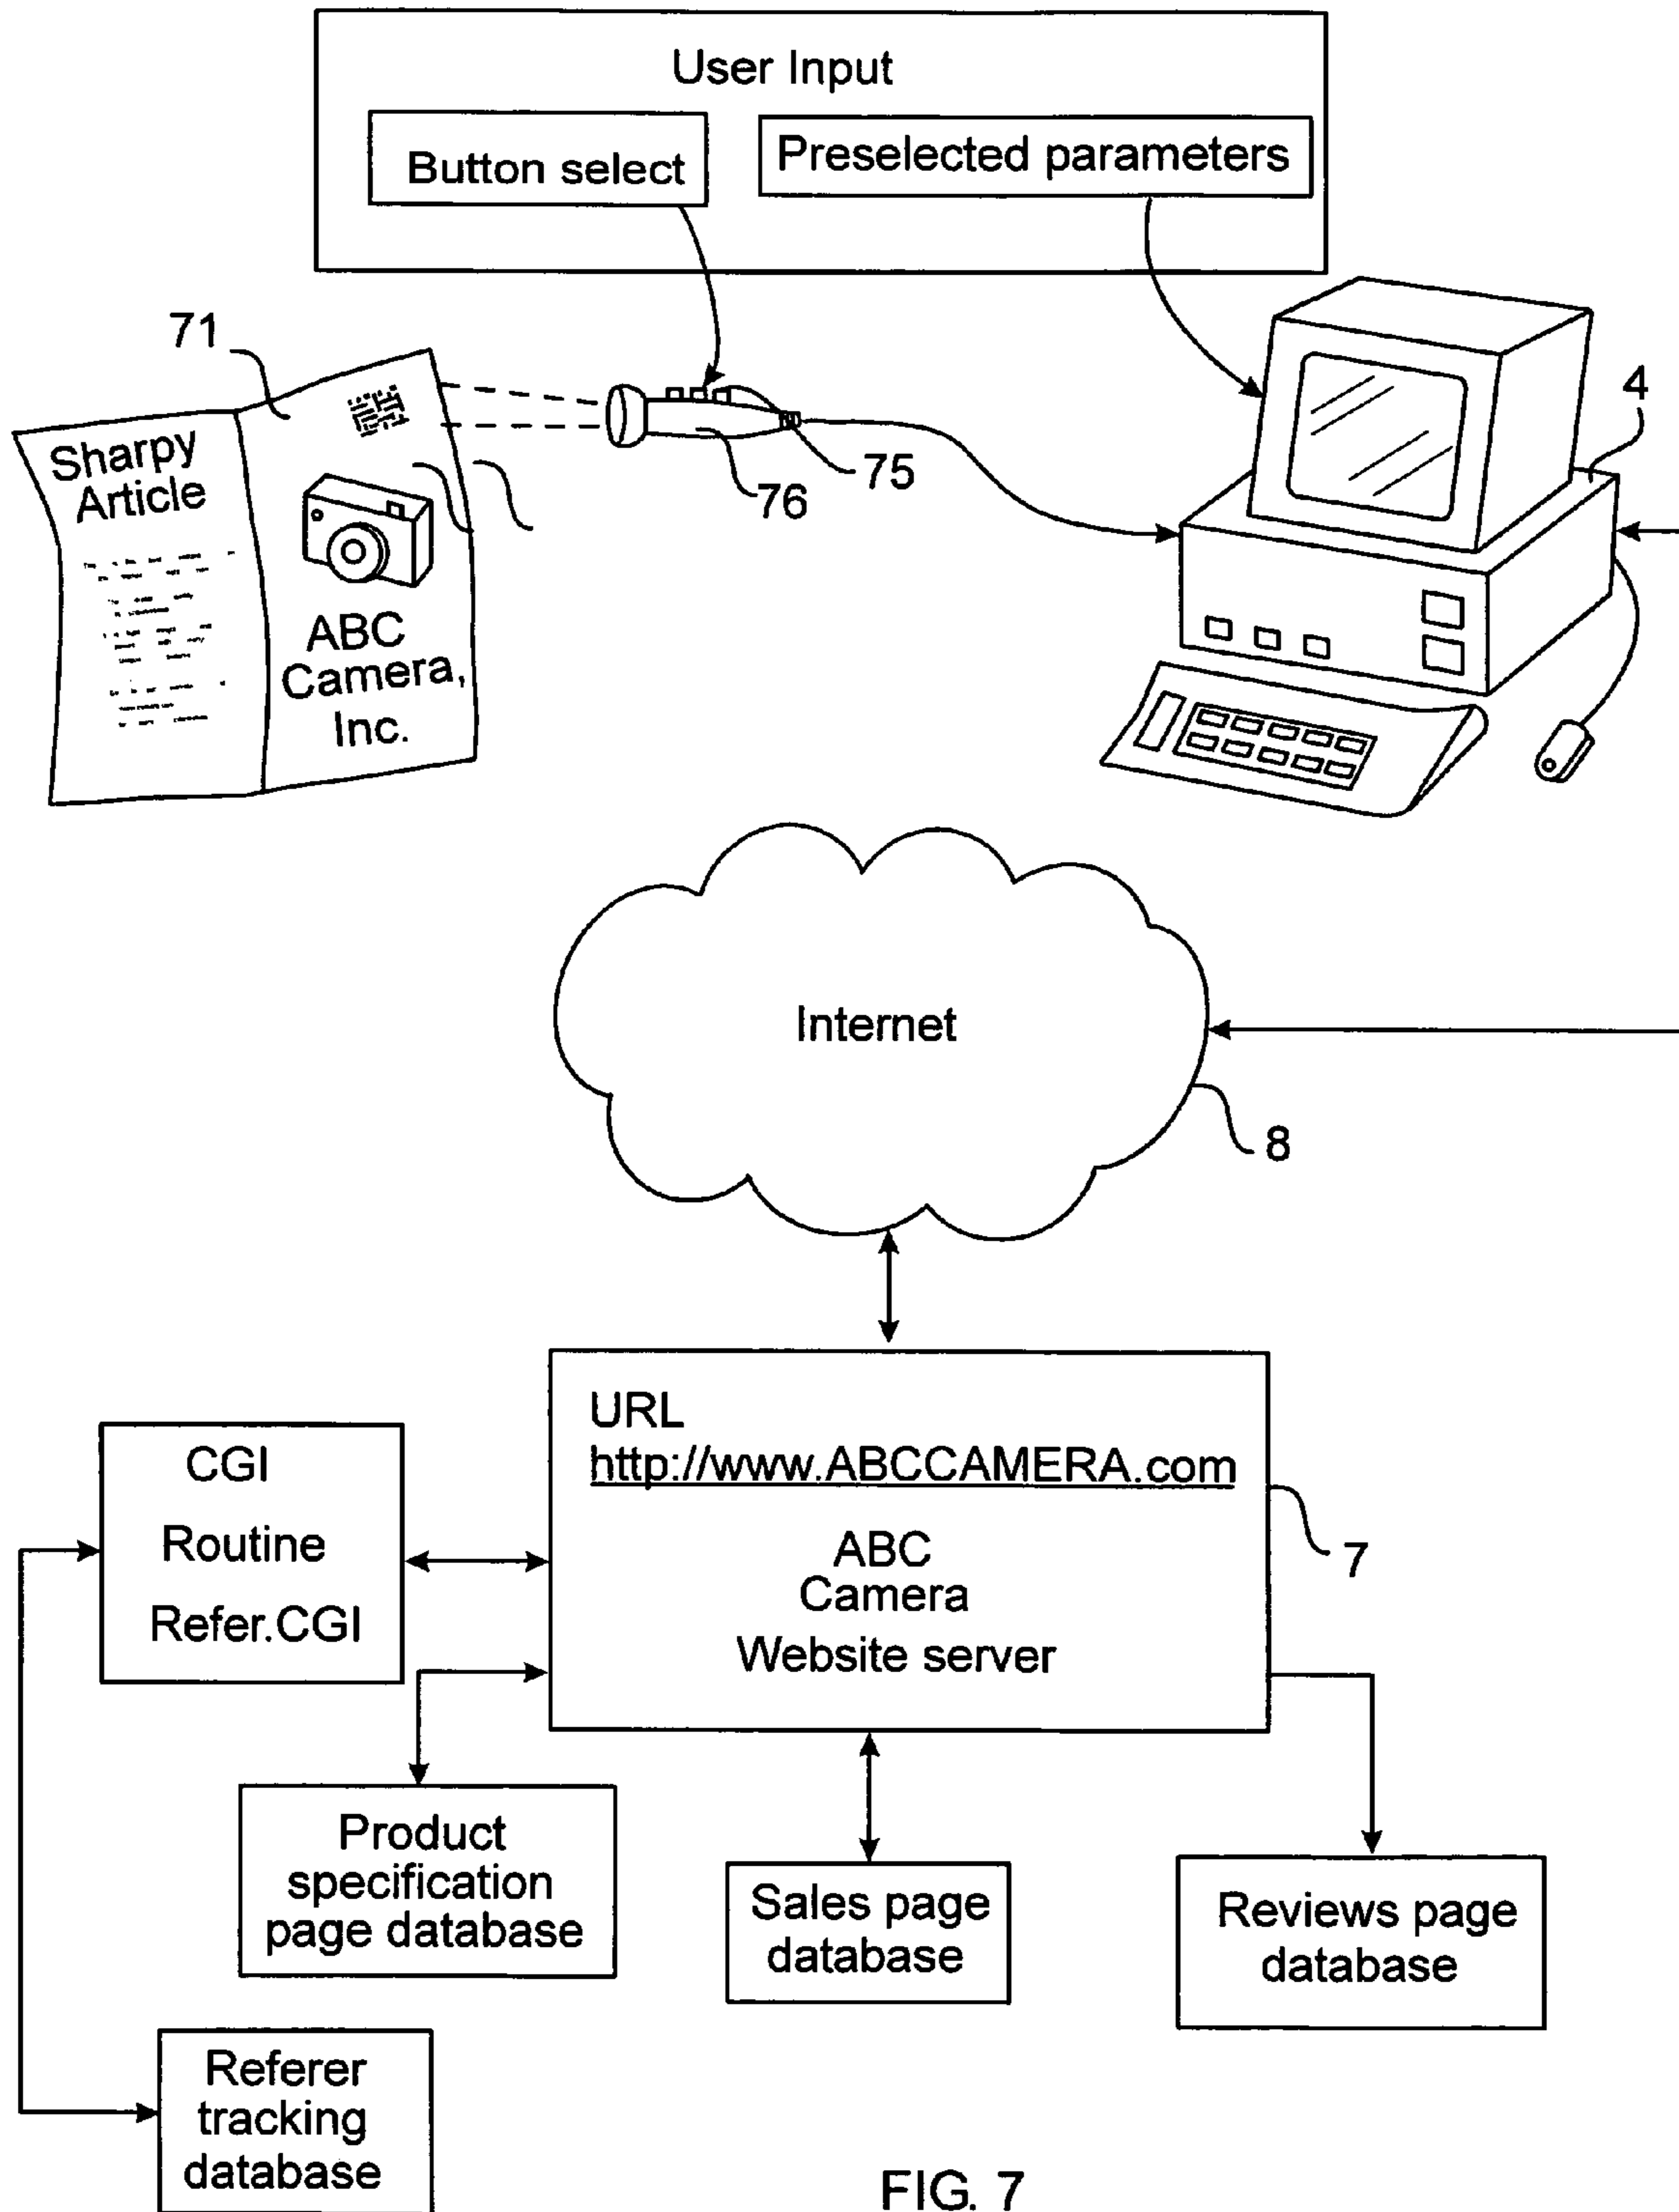 User Input
Button select
Preselected parameters
71
4
Sharpy
Article
75
76
ABC
Camera,
Inc.
Internet
8
URL
http://www.ABCCAMERA.com
ABC
Camera
Website server
7
CGI
Routine
Refer.CGI
Product
specification
page database
Sales page
database
Reviews page
database
Referer
tracking
database
FIG. 7